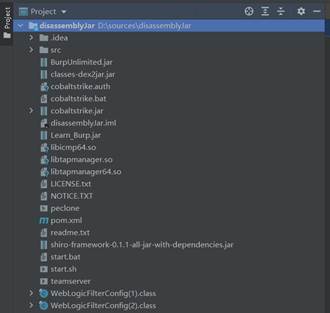 Project
Project
disassemblyJar D:\sources\disassemblyJar
.idea
src
BurpUnlimited.jar
classes-dex2jar.jar
cobaltstrike.auth
cobaltstrike.bat
cobaltstrike.jar
disassemblyJar.iml
Learn_Burp.jar
libicmp64.so
libtapmanager.so
libtapmanager64.so
LICENSE.txt
NOTICE.TXT
peclone
pom.xml
readme.txt
shiro-framework-0.1.1-all-jar-with-dependencies.jar
start.bat
start.sh
teamserver
WebLogicFilterConfig(1).class
WebLogicFilterConfig(2).class